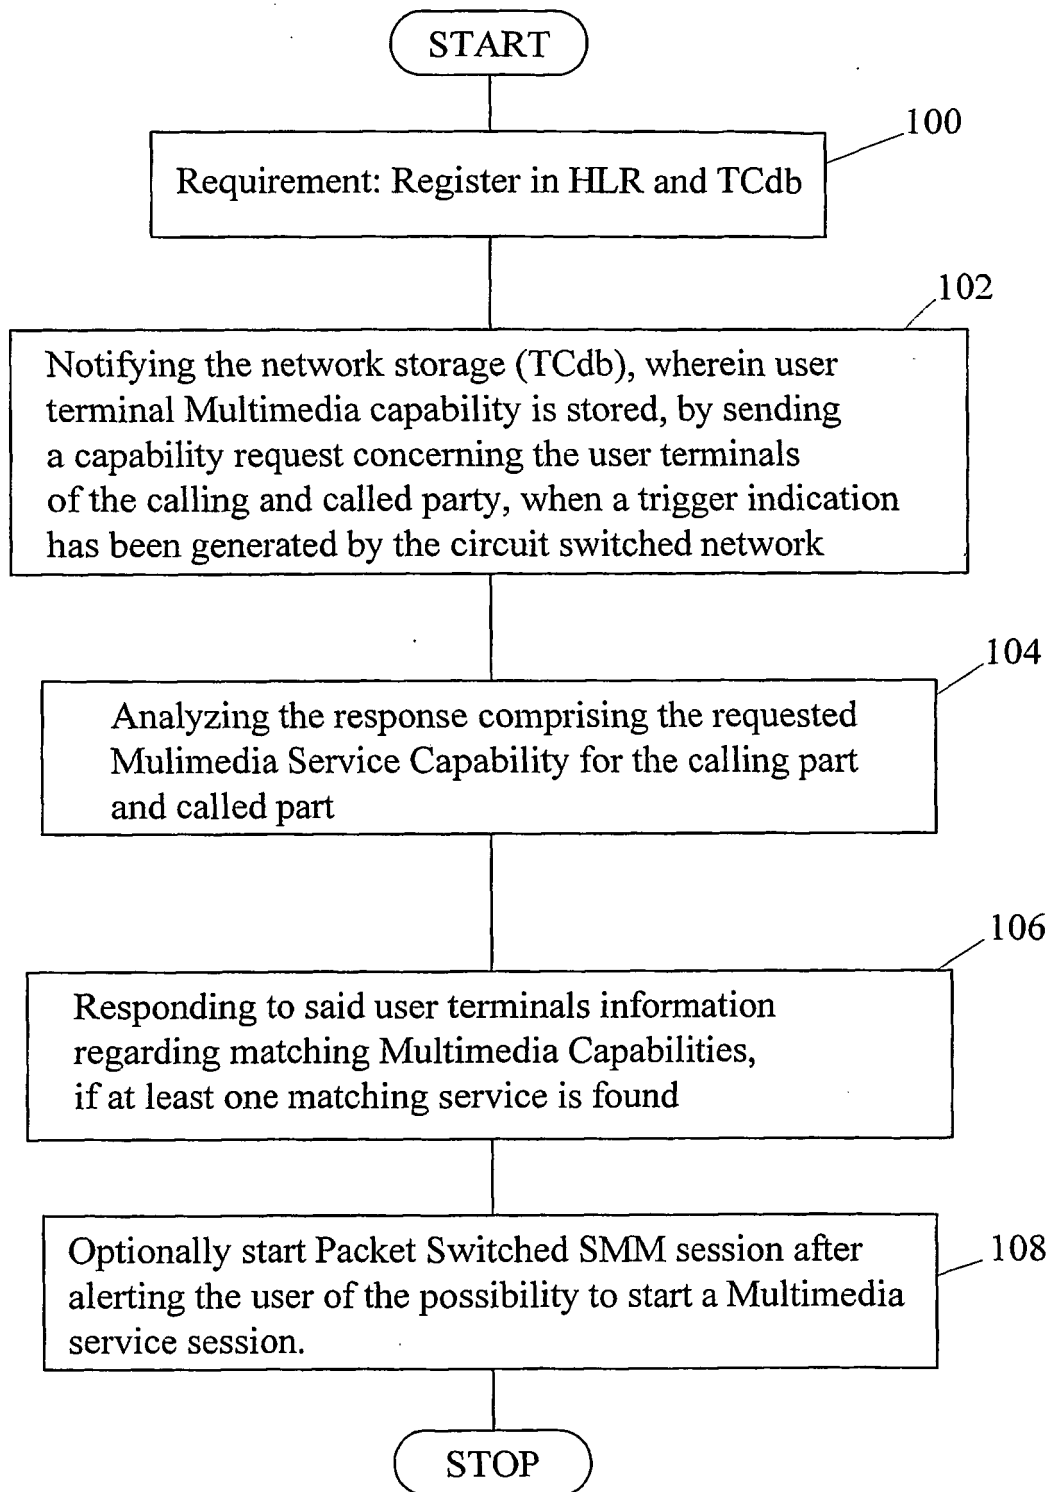 START
100
Requirement: Register in HLR and TCdb
102
Notifying the network storage (TCdb), wherein user
terminal Multimedia capability is stored, by sending
a capability request concerning the user terminals
of the calling and called party, when a trigger indication
has been generated by the circuit switched network
104
Analyzing the response comprising the requested
Mulimedia Service Capability for the calling part
and called part
106
Responding to said user terminals information
regarding matching Multimedia Capabilities,
if at least one matching service is found
108
Optionally start Packet Switched SMM session after
alerting the user of the possibility to start a Multimedia
service session.
STOP